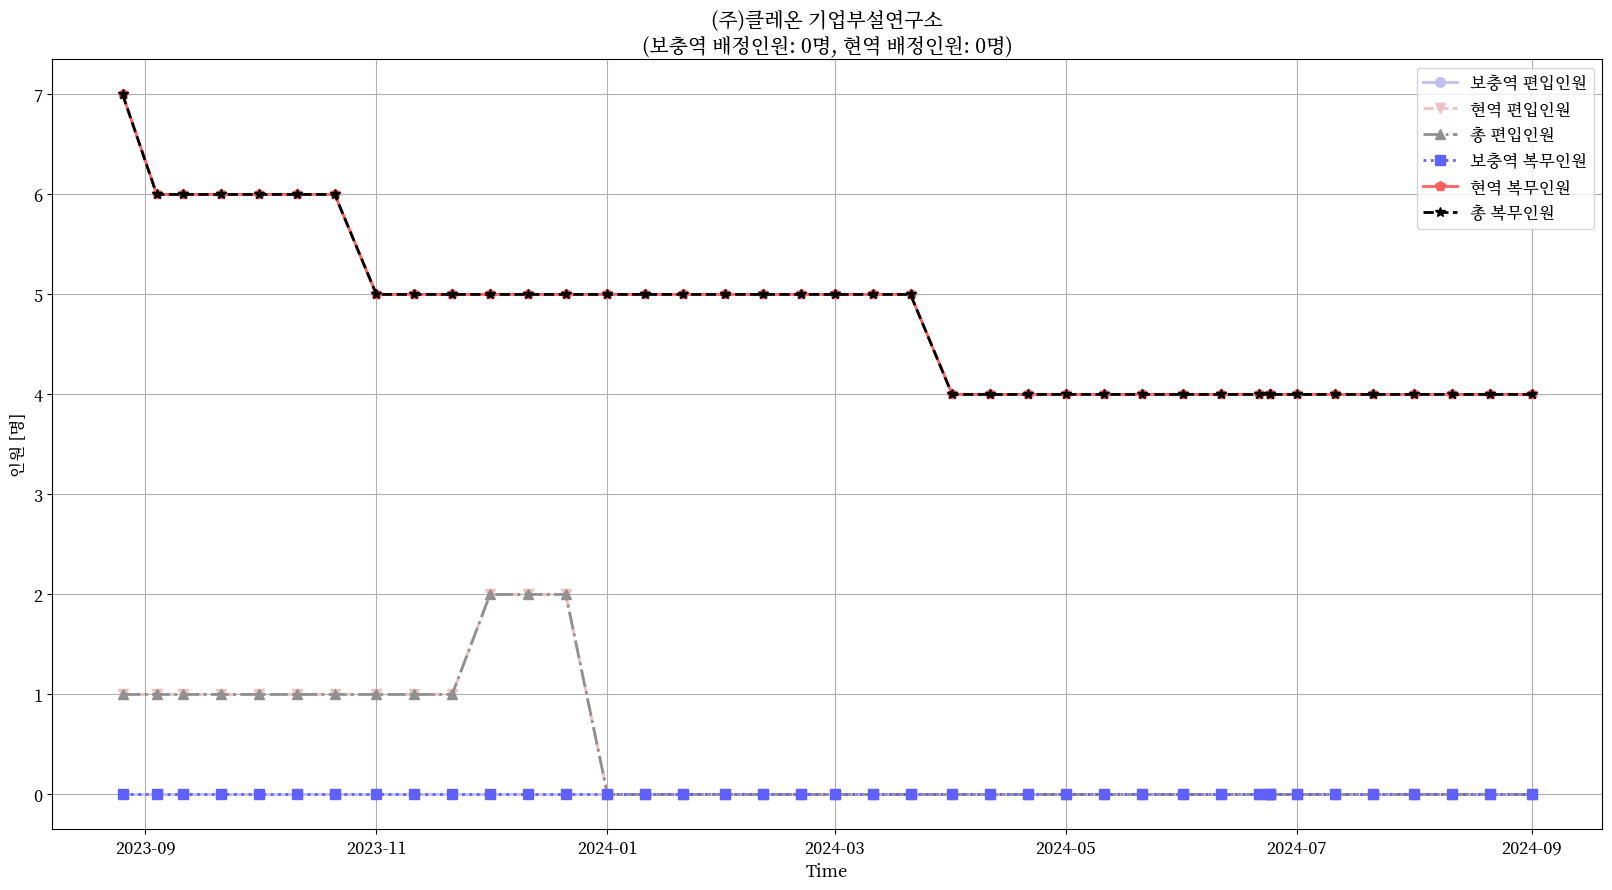 (주)클레온 기업부설연구소
(보충역 배정인원: 0명, 현역 배정인원: 0명)
보충역 편입인원
현역 편입인원
총 편입인원
보충역 복무인원
현역 복무인원
총 복무인원
인원 [명]
7
6
5
4
3
2
1
0
2023-09
2023-11
2024-01
2024-03
2024-05
2024-07
2024-09
Time